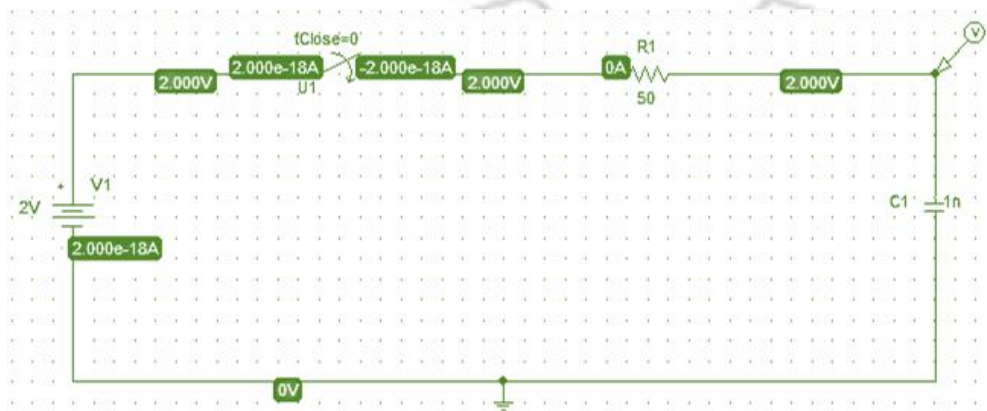 V
tClose=0
R1
2.000e-18A
-2.000e-18A
0A
2.000V
U1
2.000V
50
2.000V
+
V1
2V
C1
1n
2.000e-18A
0V